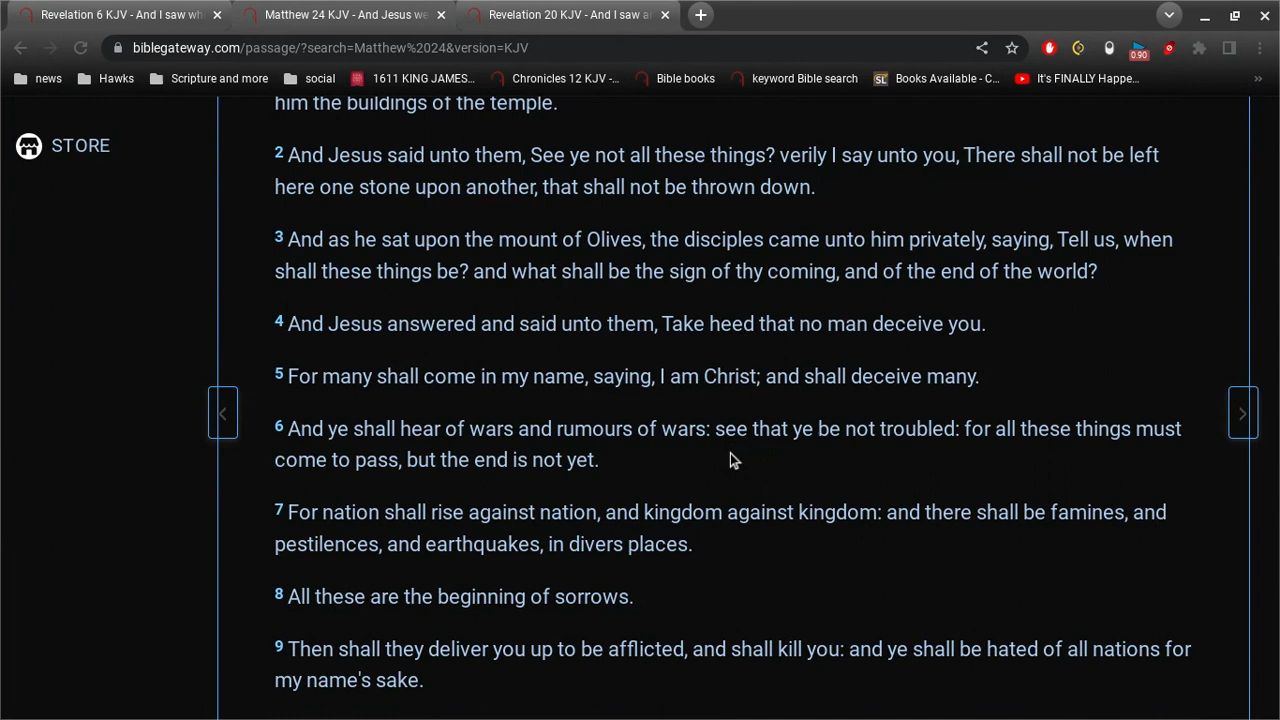 Revelation 6 KJV - And I saw wh
Matthew 24 KJV - And Jesus we
Revelation 20 KJV - And I saw a
biblegateway.com/passage/?search=Matthew%2024&version=KJV
0.90
news
Hawks
Scripture and more
social
1611 KING JAMES...
Chronicles 12 KJV -...
Bible books
keyword Bible search
SL
Books Available - C...
It's FINALLY Happe...
»
STORE
him the buildings of the temple.
2 And Jesus said unto them, See ye not all these things? verily I say unto you, There shall not be left
here one stone upon another, that shall not be thrown down.
3 And as he sat upon the mount of Olives, the disciples came unto him privately, saying, Tell us, when
shall these things be? and what shall be the sign of thy coming, and of the end of the world?
4 And Jesus answered and said unto them, Take heed that no man deceive you.
5 For many shall come in my name, saying, I am Christ; and shall deceive many.
6 And ye shall hear of wars and rumours of wars: see that ye be not troubled: for all these things must
come to pass, but the end is not yet.
7 For nation shall rise against nation, and kingdom against kingdom: and there shall be famines, and
pestilences, and earthquakes, in divers places.
8 All these are the beginning of sorrows.
9 Then shall they deliver you up to be afflicted, and shall kill you: and ye shall be hated of all nations for
my name's sake.